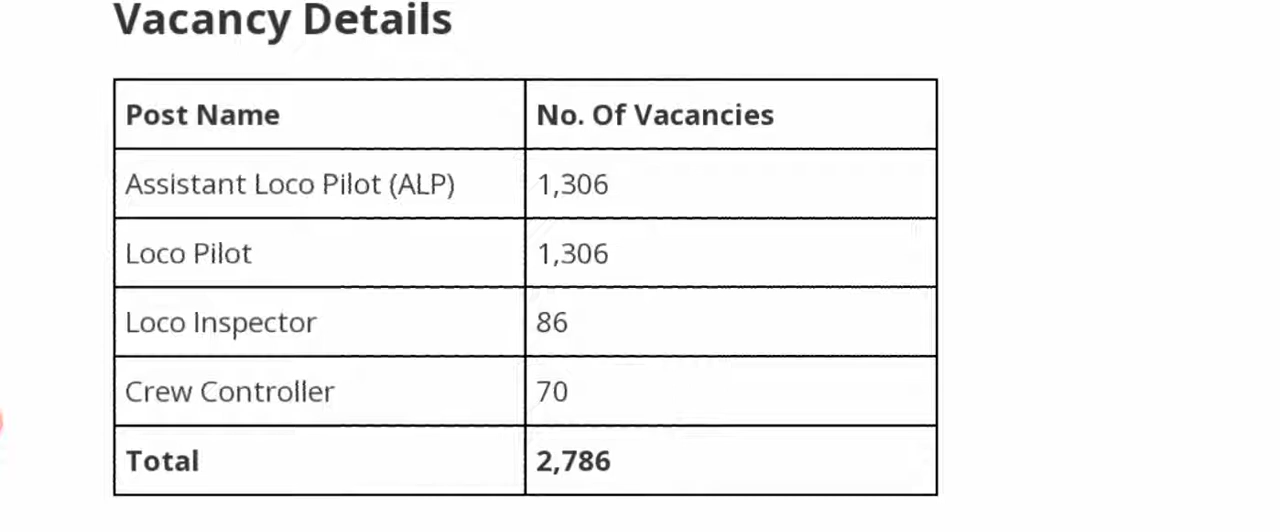 Vacancy Details
Post Name No. Of Vacancies
Assistant Loco Pilot (ALP) 1,306
Loco Pilot 1,306
Loco Inspector 86
Crew Controller 70
Total 2,786